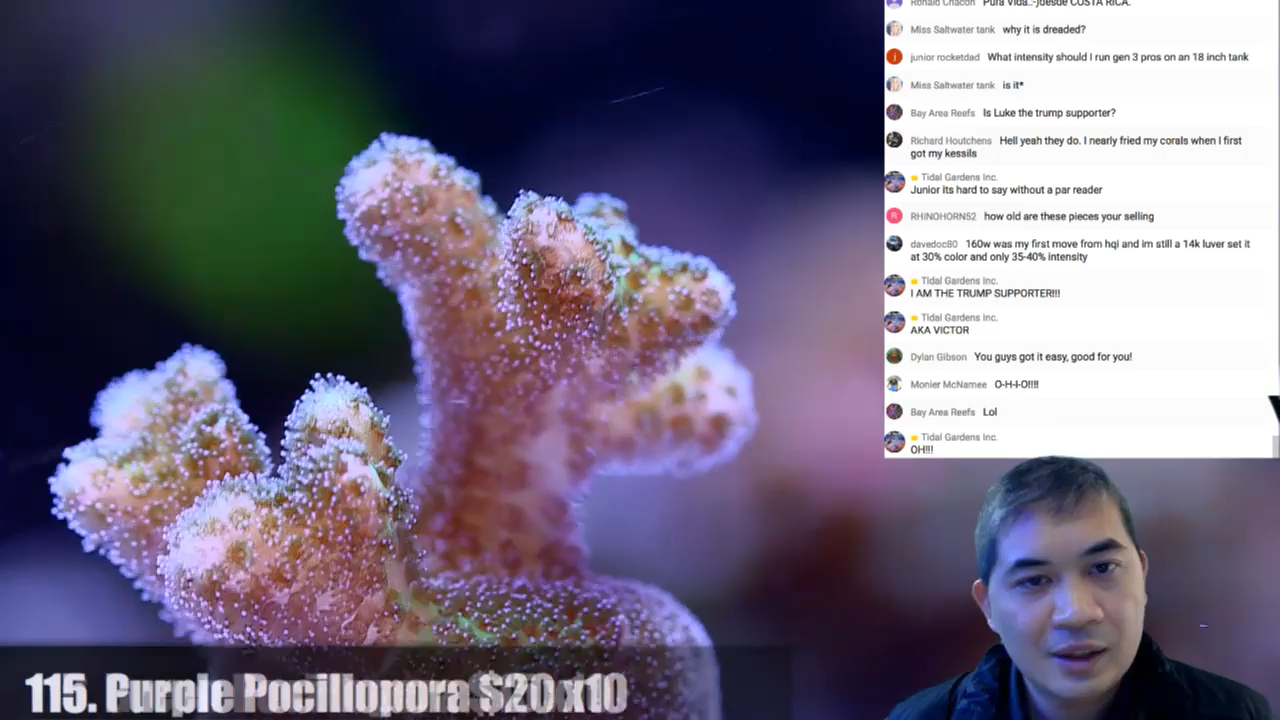 Ronald Chacon Pura Vida.:-)desde COSTA RICA.
Miss Saltwater tank why it is dreaded?
junior rocketdad What intensity should I run gen 3 pros on an 18 inch tank
Miss Saltwater tank is it*
Bay Area Reefs Is Luke the trump supporter?
Richard Houtchens Hell yeah they do. I nearly fried my corals when I first
got my kessils
Tidal Gardens Inc.
Junior its hard to say without a par reader
R RHINOHORN52 how old are these pieces your selling
davedoc80 160w was my first move from hqi and im still a 14k luver set it
at 30% color and only 35-40% intensity
Tidal Gardens Inc.
I AM THE TRUMP SUPPORTER!!!
Tidal Gardens Inc.
AKA VICTOR
Dylan Gibson You guys got it easy, good for you!
Monier McNamee O-H-I-O!!!!
Bay Area Reefs Lol
Tidal Gardens Inc.
OH!!!
115. Purple Pocillopora $20 x10